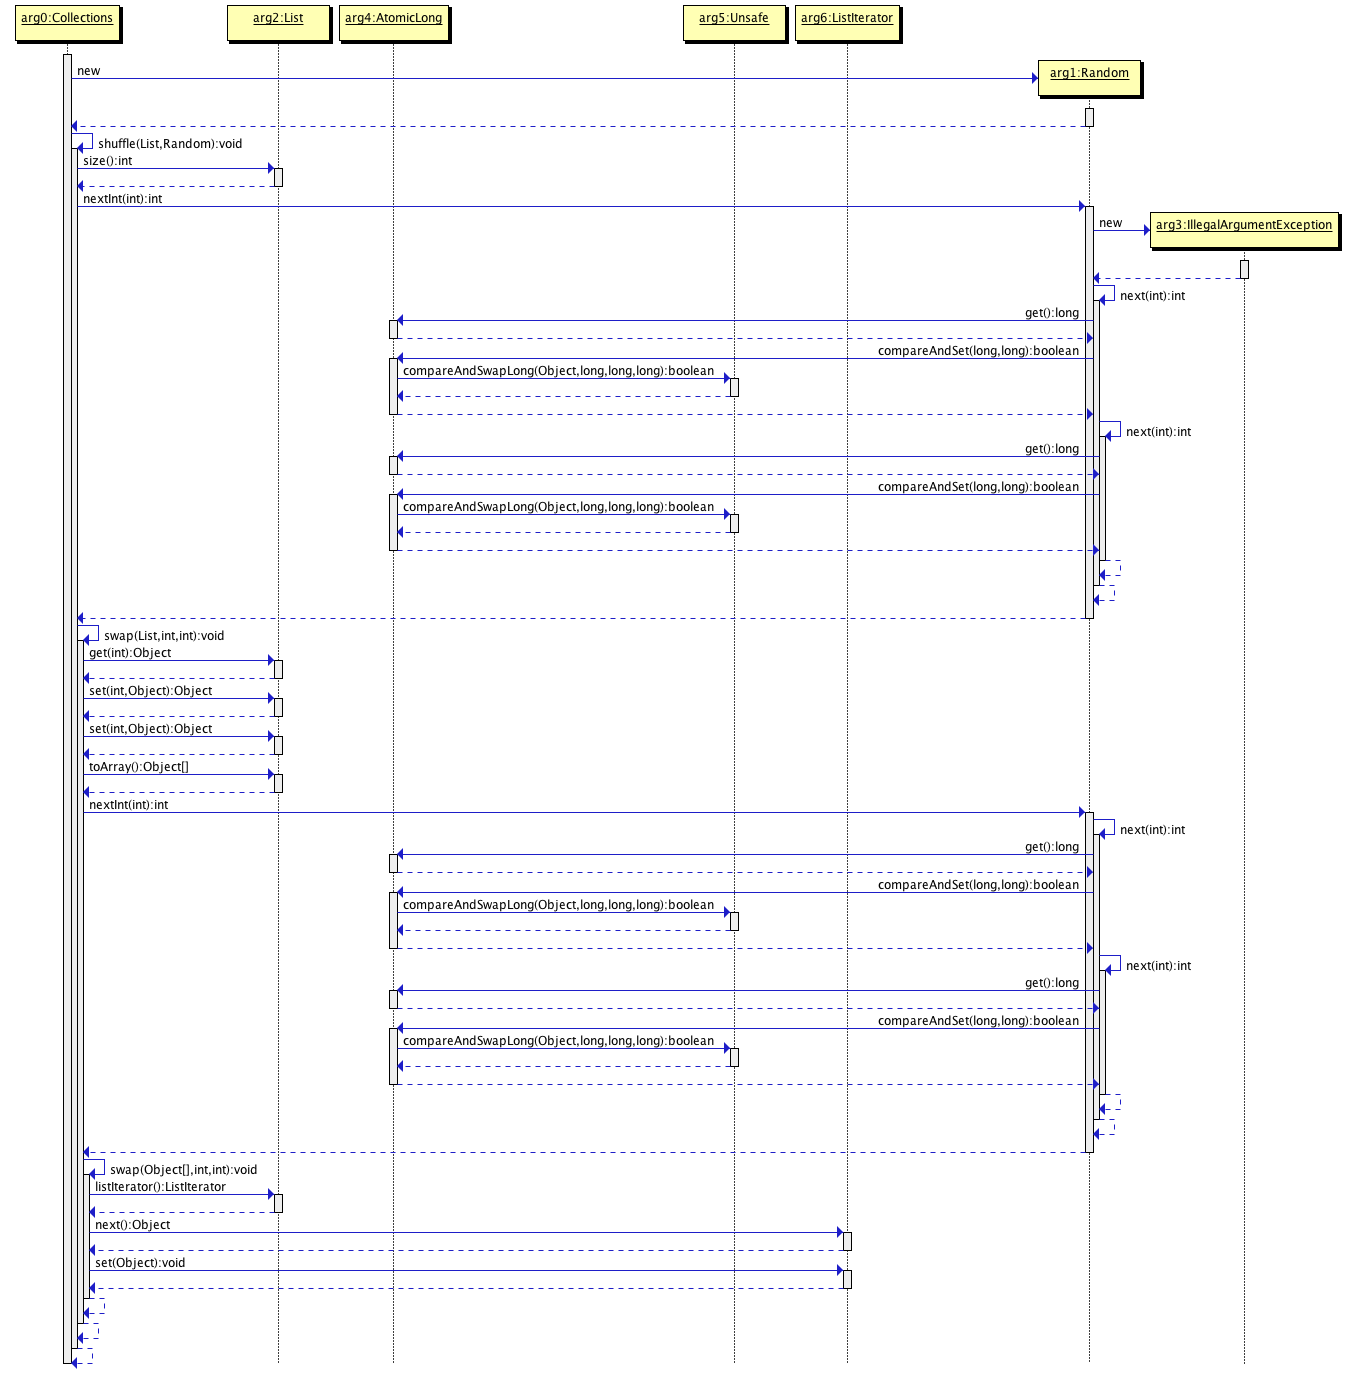 arg0:Collections
arg2:List
arg4:AtomicLong
arg5:Unsafe
arg6:ListIterator
new
arg1:Random
shuffle(List,Random):void
size():int
nextInt(int):int
new
arg3:IllegalArgumentException
next(int):int
get():long
compareAndSet(long,long):boolean
compareAndSwapLong(Object,long,long,long):boolean
next(int):int
get():long
compareAndSet(long,long):boolean
compareAndSwapLong(Object,long,long,long):boolean
swap(List,int,int):void
get(int):Object
set(int,Object):Object
set(int,Object):Object
toArray():Object[]
nextInt(int):int
next(int):int
get():long
compareAndSet(long,long):boolean
compareAndSwapLong(Object,long,long,long):boolean
next(int):int
get():long
compareAndSet(long,long):boolean
compareAndSwapLong(Object,long,long,long):boolean
swap(Object[],int,int):void
listIterator():ListIterator
next():Object
set(Object):void